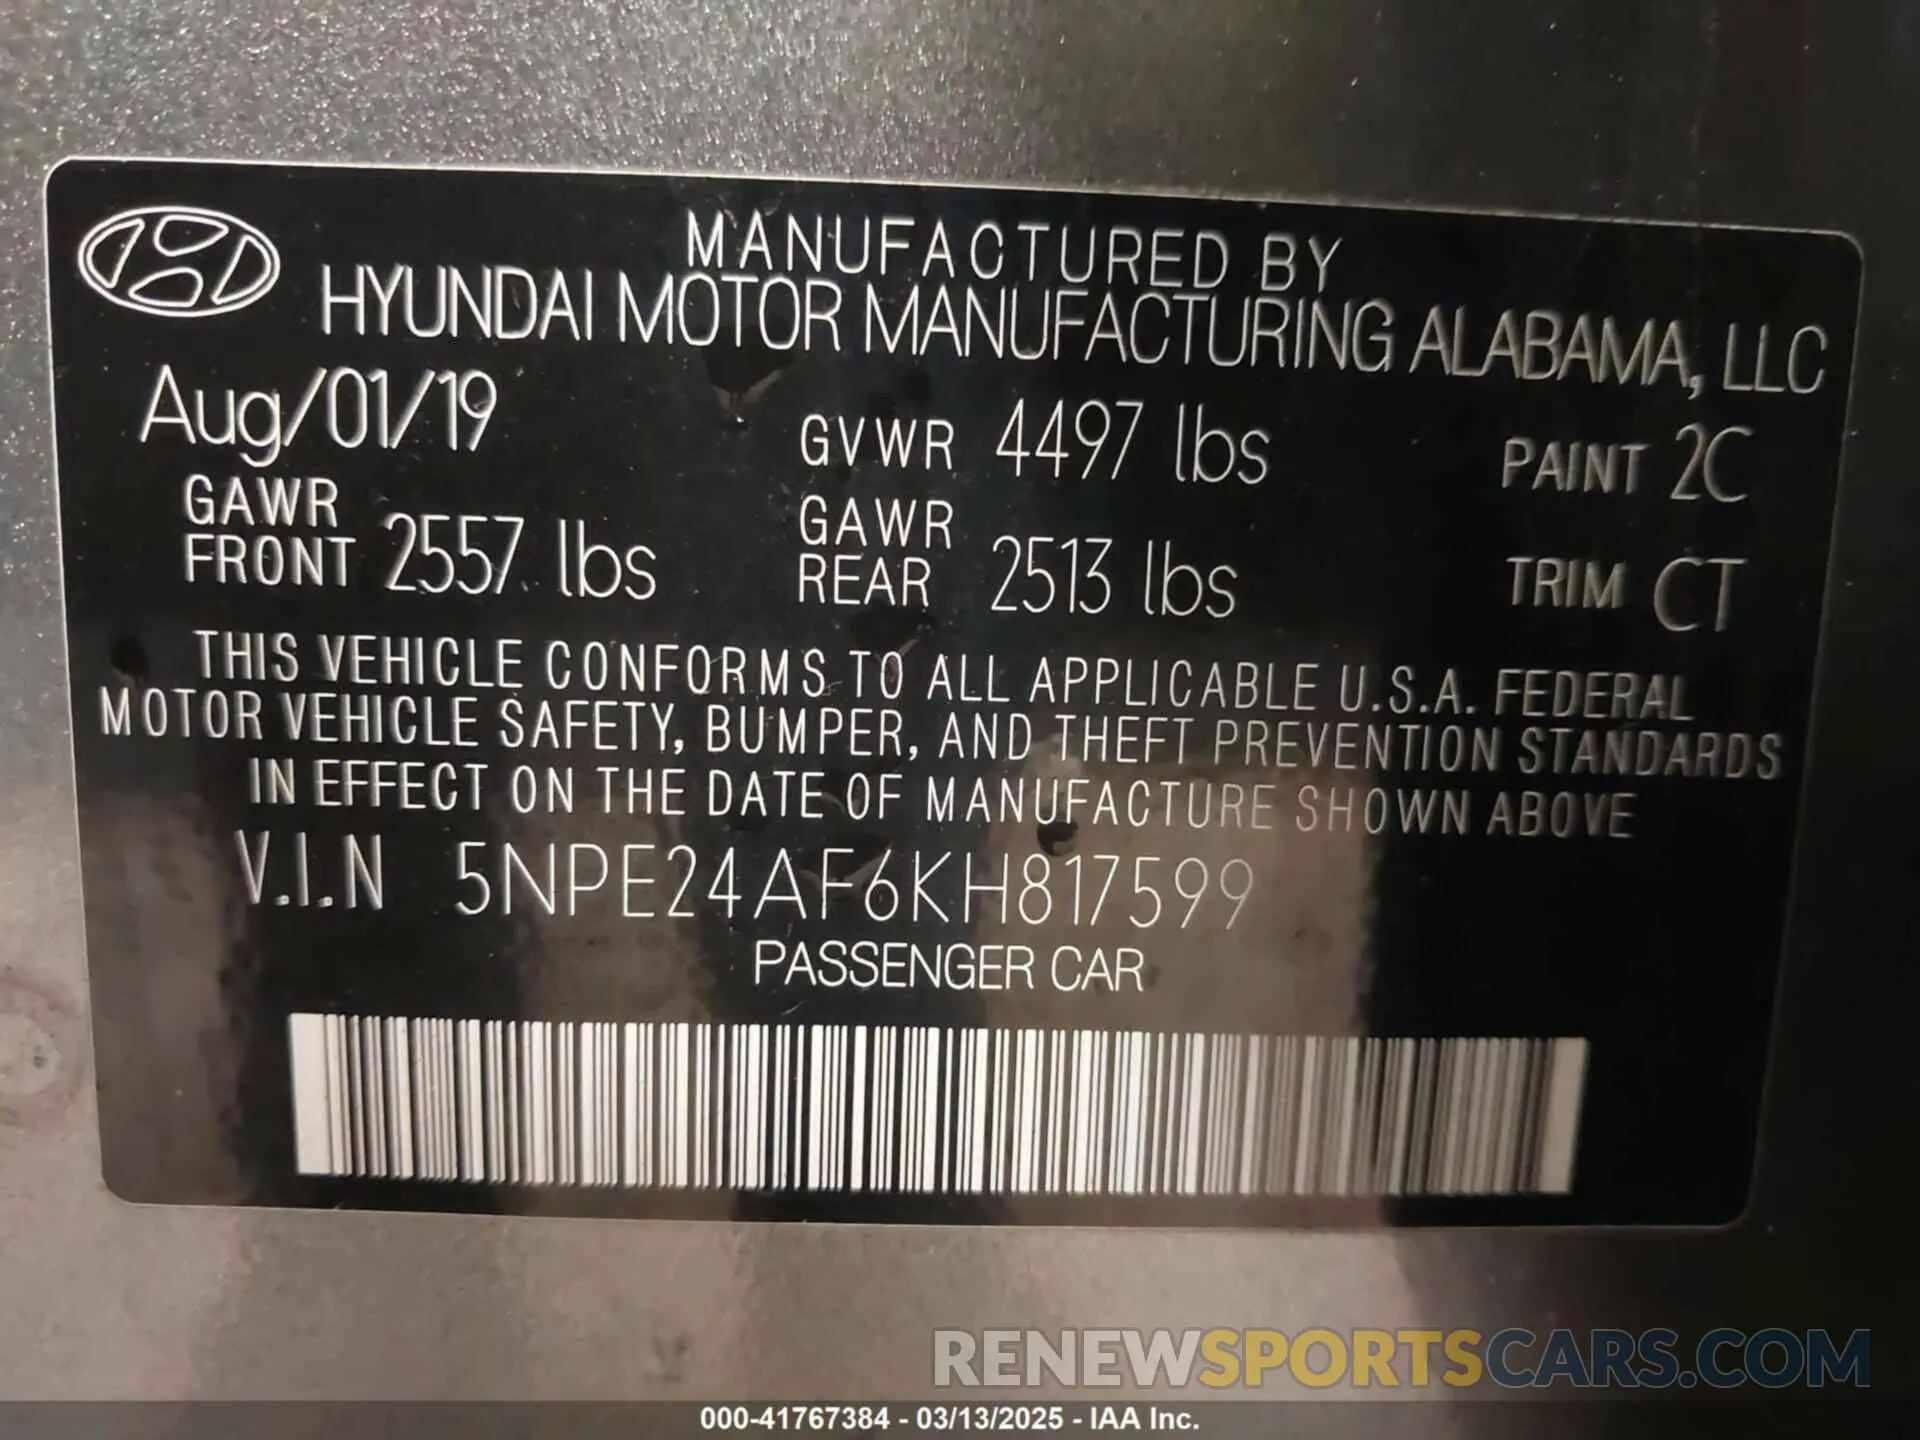 MANUFACTURED BY
HYUNDAI MOTOR MANUFACTURING ALABAMA, LLC
Aug/01/19 GVWR 4497 lbs PAINT 2C
GAWR FRONT 2557 lbs GAWR REAR 2513 lbs TRIM CT
THIS VEHICLE CONFORMS TO ALL APPLICABLE U.S.A. FEDERAL
MOTOR VEHICLE SAFETY, BUMPER, AND THEFT PREVENTION STANDARDS
IN EFFECT ON THE DATE OF MANUFACTURE SHOWN ABOVE
V.I.N 5NPE24AF6KH817599
PASSENGER CAR
RENEWSPORTSCARS.COM
000-41767384 - 03/13/2025 - IAA Inc.